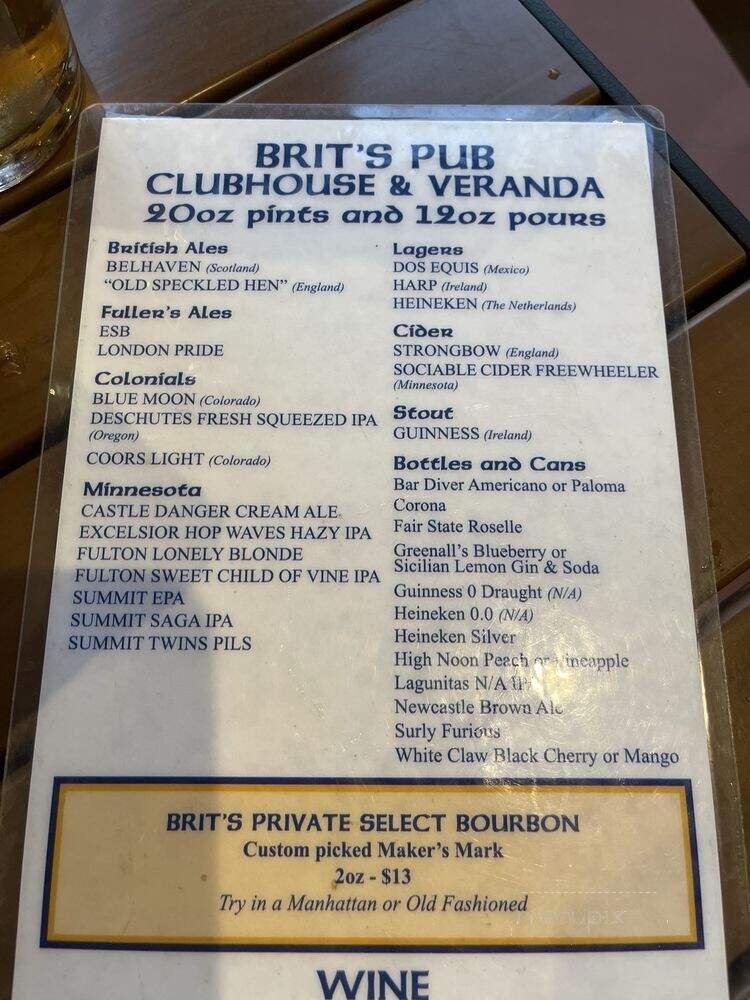 BRIT'S PUB
CLUBHOUSE & VERANDA
20oz pints and 12oz pours
British Ales
BELHAVEN (Scotland)
"OLD SPECKLED HEN" (England)
Fuller's Ales
ESB
LONDON PRIDE
Colonials
BLUE MOON (Colorado)
DESCHUTES FRESH SQUEEZED IPA
(Oregon)
COORS LIGHT (Colorado)
Minnesota
CASTLE DANGER CREAM ALE
EXCELSIOR HOP WAVES HAZY IPA
FULTON LONELY BLONDE
FULTON SWEET CHILD OF VINE IPA
SUMMIT EPA
SUMMIT SAGA IPA
SUMMIT TWINS PILS
Lagers
DOS EQUIS (Mexico)
HARP (Ireland)
HEINEKEN (The Netherlands)
Cider
STRONGBOW (England)
SOCIABLE CIDER FREEWHEELER
(Minnesota)
Stout
GUINNESS (Ireland)
Bottles and Cans
Bar Diver Americano or Paloma
Corona
Fair State Roselle
Greenall's Blueberry or
Sicilian Lemon Gin & Soda
Guinness 0 Draught (N/A)
Heineken 0.0 (N/A)
Heineken Silver
High Noon Peach or Pineapple
Lagunitas N/A IPA
Newcastle Brown Ale
Surly Furious
White Claw Black Cherry or Mango
BRIT'S PRIVATE SELECT BOURBON
Custom picked Maker's Mark
2oz - $13
Try in a Manhattan or Old Fashioned
menupix
WINE